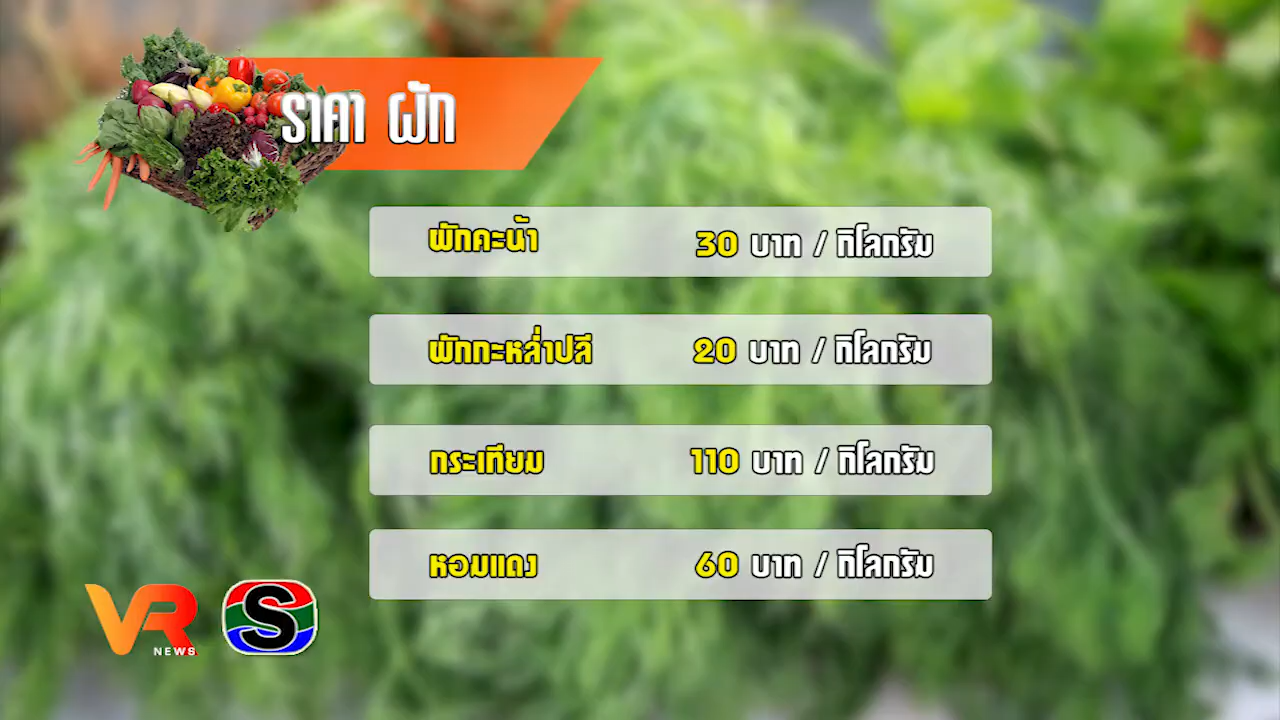 ราคา ผัก
ผักคะน้า 30 บาท / กิโลกรัม
ผักกะหล่ำปลี 20 บาท / กิโลกรัม
กระเทียม 110 บาท / กิโลกรัม
หอมแดง 60 บาท / กิโลกรัม
VR NEWS S